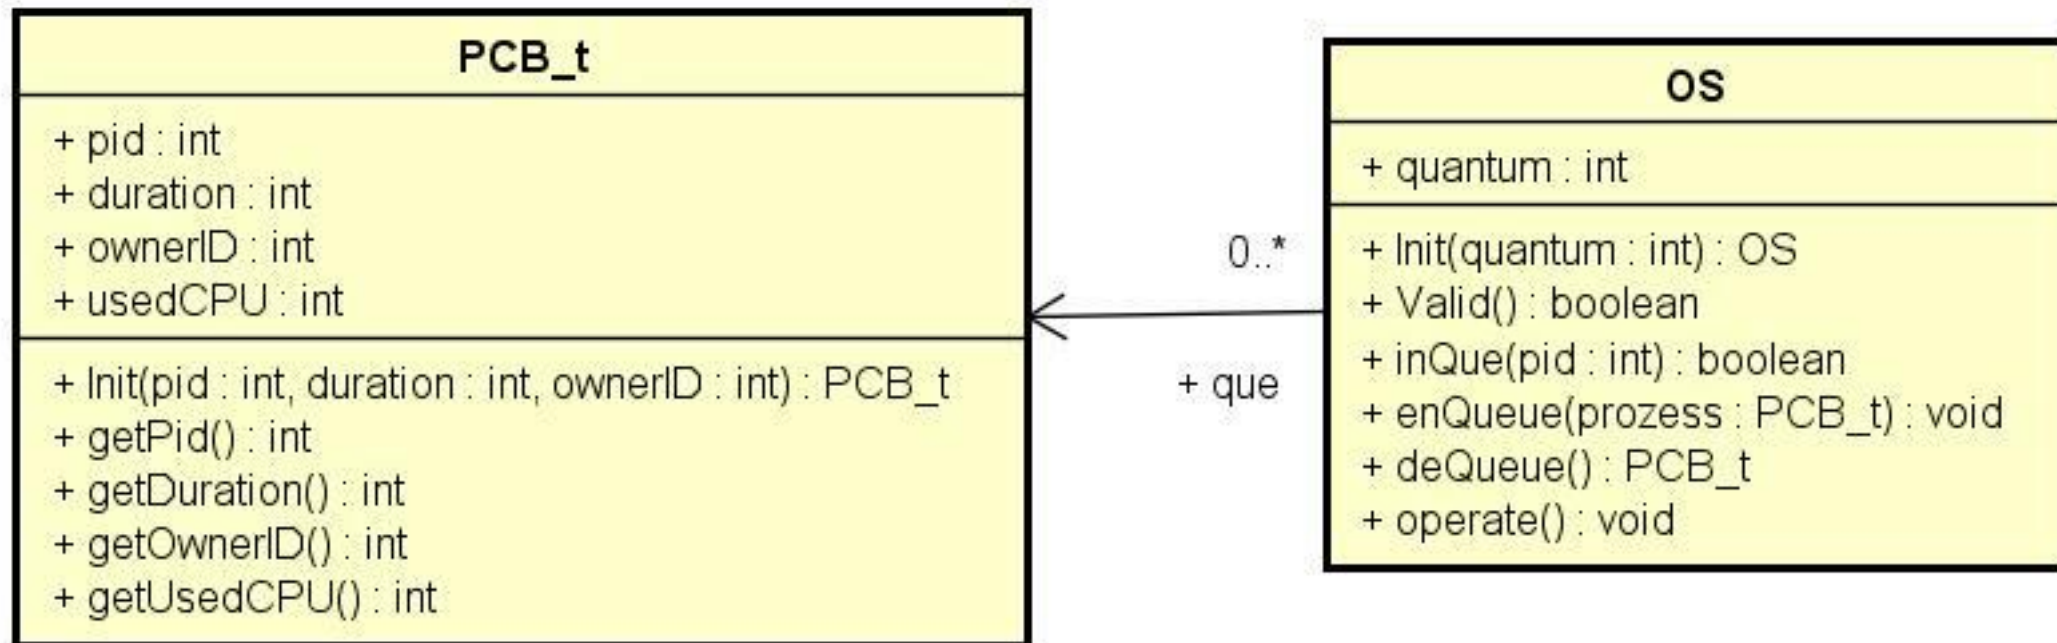 PCB_t
+ pid : int
+ duration : int
+ ownerID : int
+ usedCPU : int
+ Init(pid : int, duration : int, ownerID : int) : PCB_t
+ getPid() : int
+ getDuration() : int
+ getOwnerID() : int
+ getUsedCPU() : int
0..*
+ que
OS
+ quantum : int
+ Init(quantum : int) : OS
+ Valid() : boolean
+ inQue(pid : int) : boolean
+ enQueue(prozess : PCB_t) : void
+ deQueue() : PCB_t
+ operate() : void